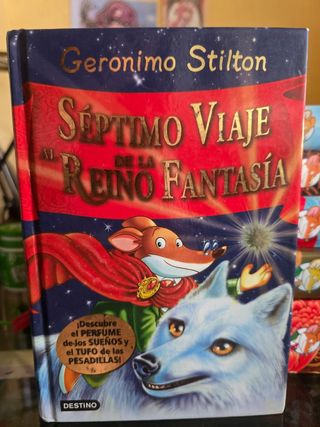 Geronimo Stilton
SÉPTIMO VIAJE
AL REINO DE LA FANTASÍA
¡Descubre
el PERFUME
de los SUEÑOS y
el TUFO de las
PESADILLAS!
DESTINO